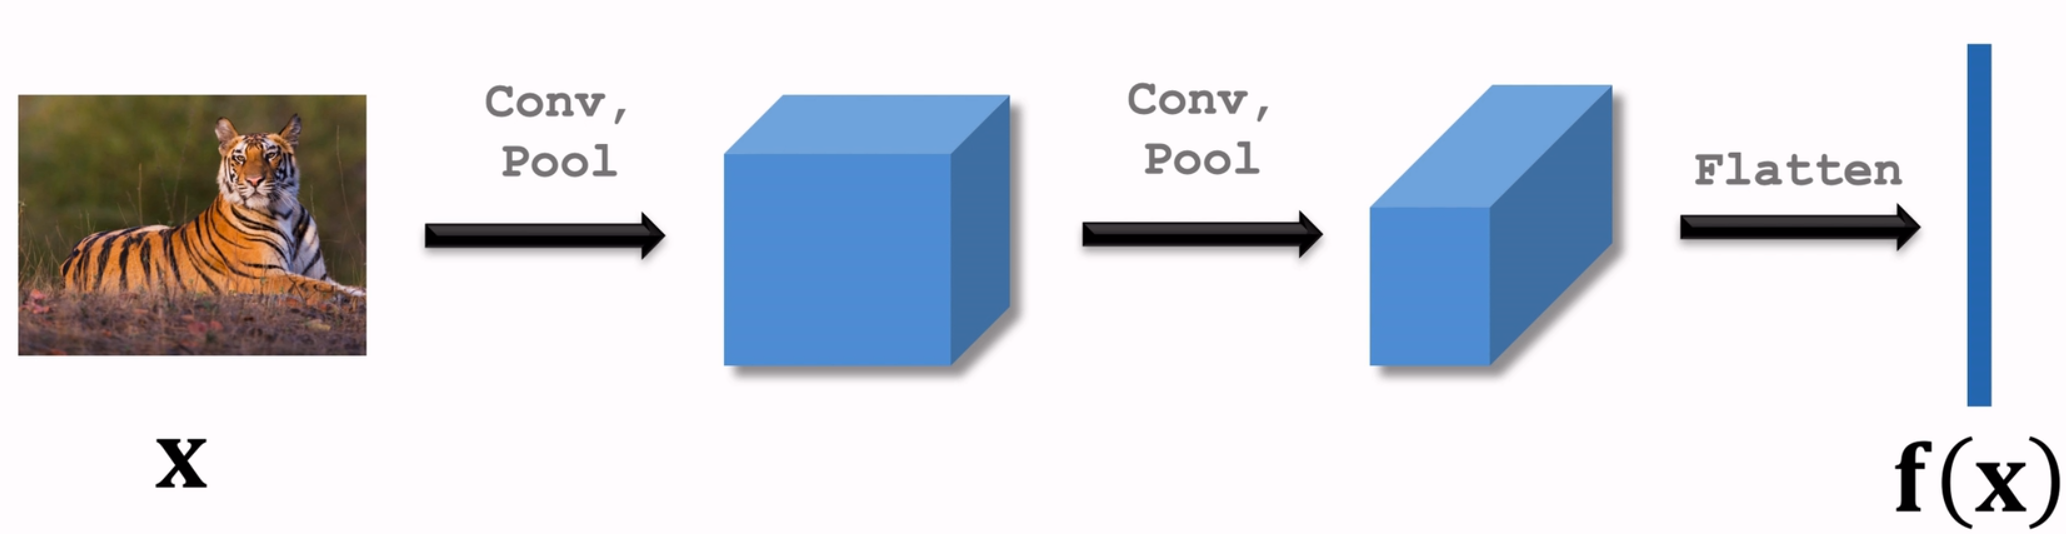 Conv,
Pool
Conv,
Pool
Flatten
x
f(x)